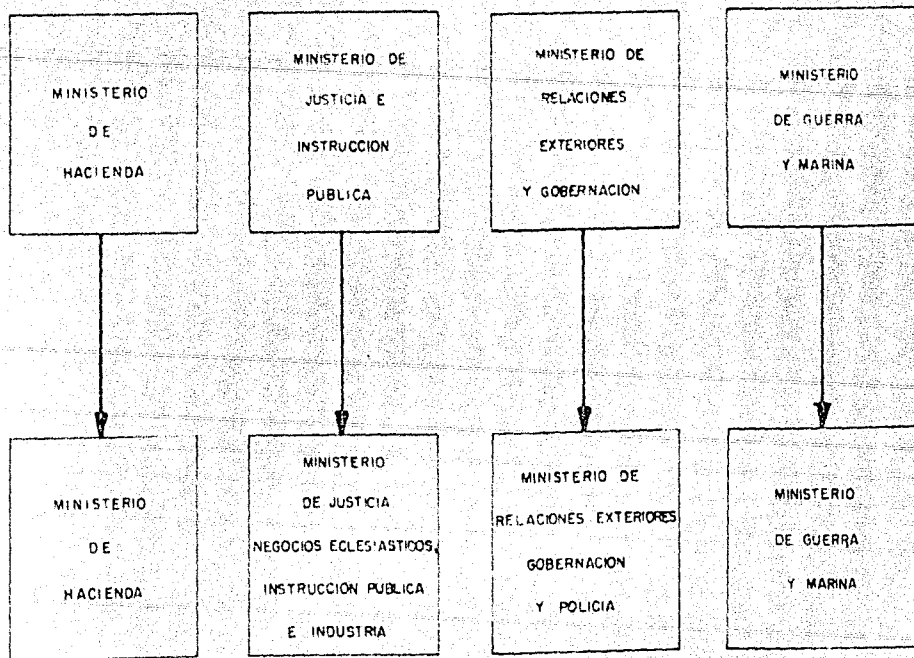 MINISTERIO
DE
HACIENDA
MINISTERIO DE
JUSTICIA E
INSTRUCCION
PUBLICA
MINISTERIO DE
RELACIONES
EXTERIORES
Y GOBERNACION
MINISTERIO
DE GUERRA
Y MARINA
MINISTERIO
DE
HACIENDA
MINISTERIO
DE JUSTICIA
NEGOCIOS ECLESIASTICOS,
INSTRUCCION PUBLICA
E INDUSTRIA
MINISTERIO DE
RELACIONES EXTERIORES
GOBERNACION
Y POLICIA
MINISTERIO
DE GUERRA
Y MARINA